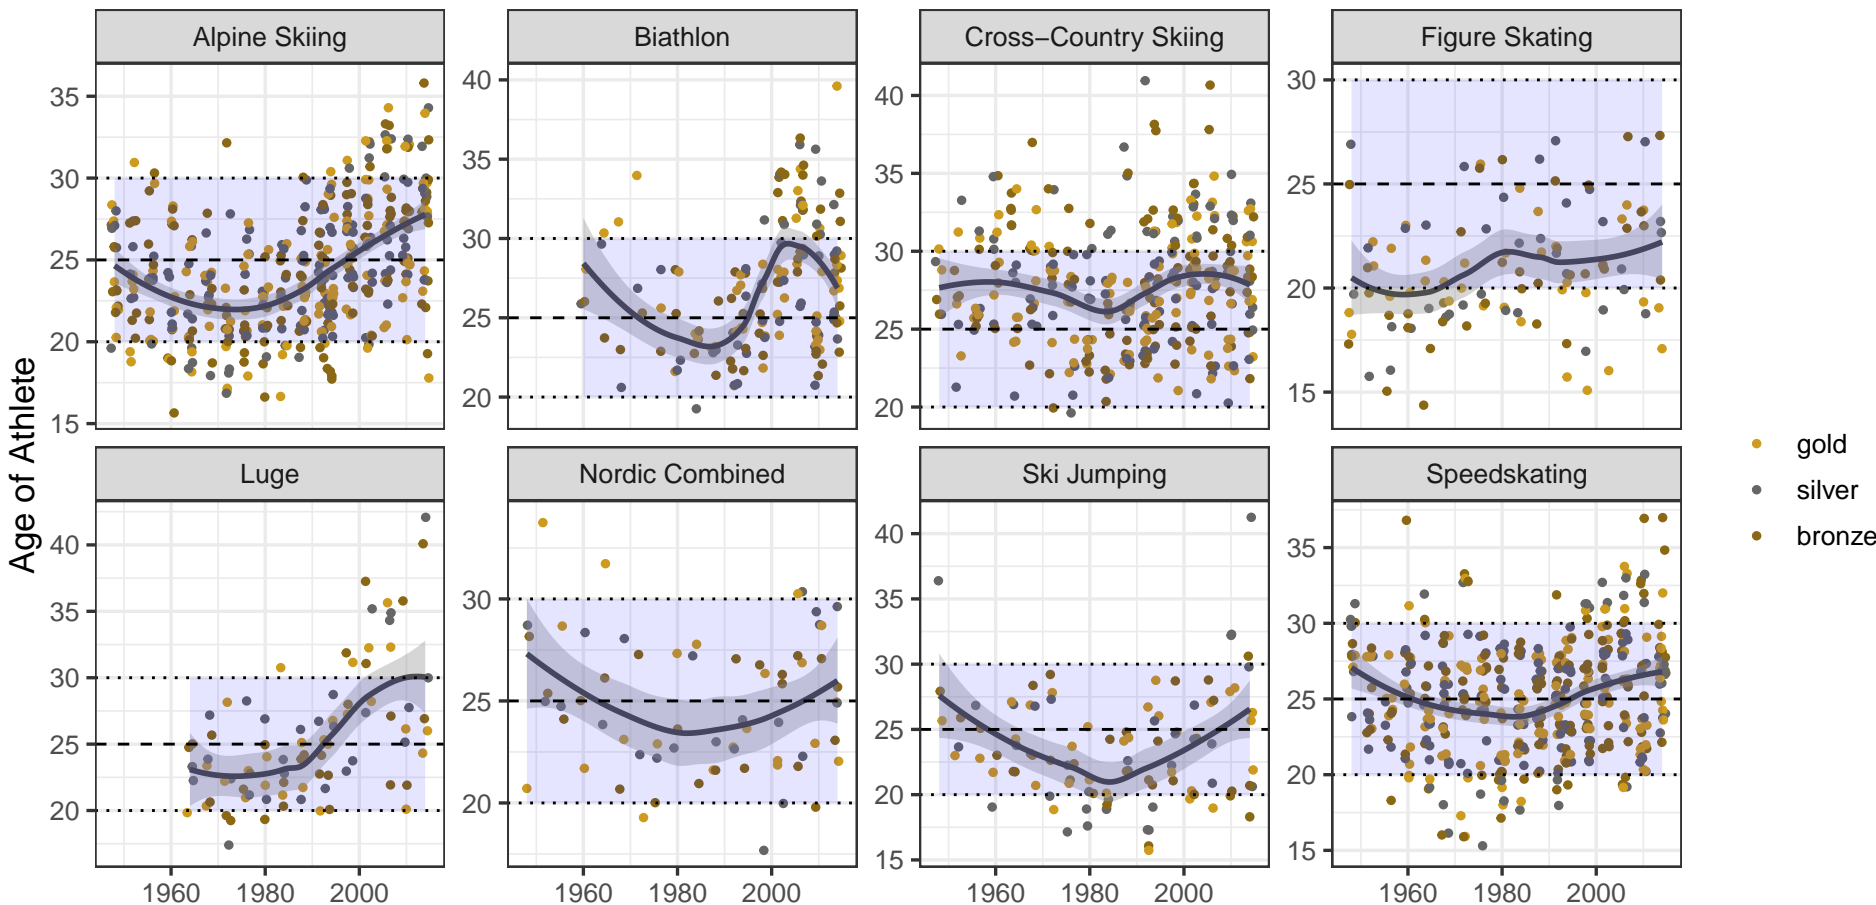 Alpine Skiing
Biathlon
Cross−Country Skiing
Figure Skating
35
30
25
20
15
40
35
30
25
20
40
35
30
25
20
30
25
20
15
Age of Athlete
gold
silver
bronze
Luge
Nordic Combined
Ski Jumping
Speedskating
40
35
30
25
20
30
25
20
40
35
30
25
20
15
35
30
25
20
15
1960 1980 2000
1960 1980 2000
1960 1980 2000
1960 1980 2000